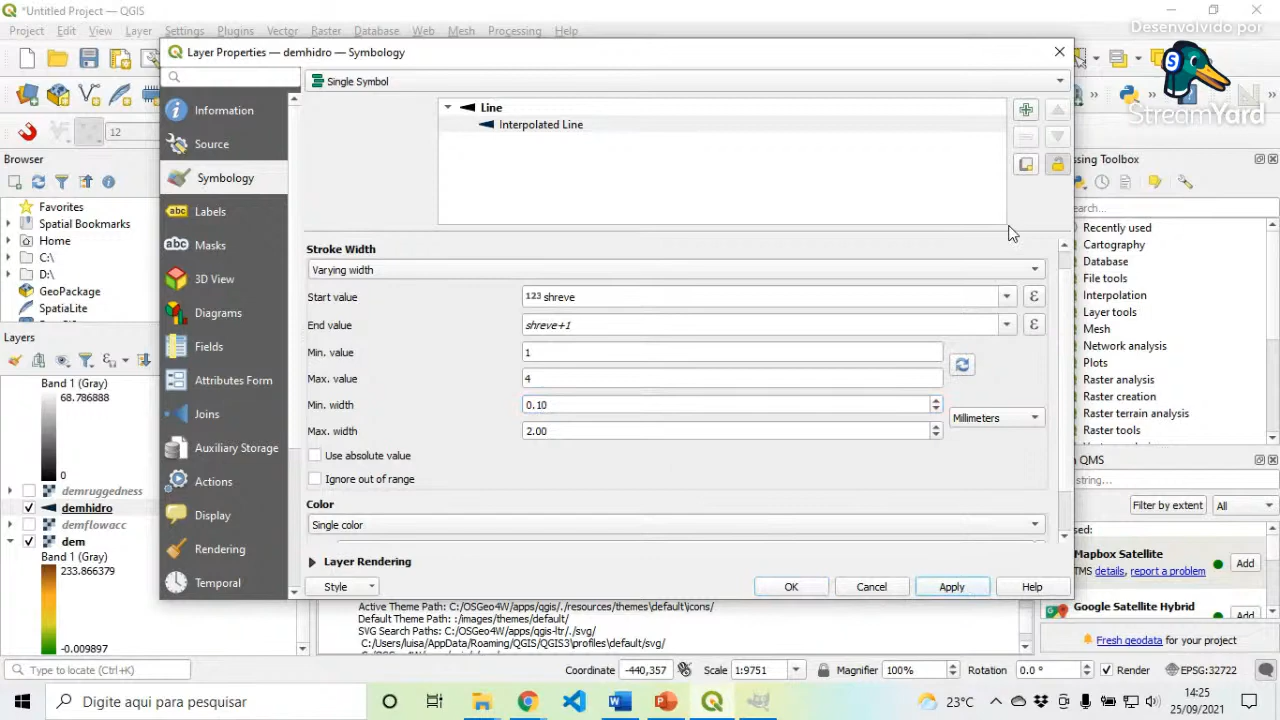 *Untitled Project — QGIS
Desenvolvido por
StreamYard
Project Edit View Layer Settings Plugins Vector Raster Database Web Mesh Processing Help
Layer Properties — demhidro — Symbology
Single Symbol
Information
Source
Symbology
Labels
Masks
3D View
Diagrams
Fields
Attributes Form
Joins
Auxiliary Storage
Actions
Display
Rendering
Temporal
Line
Interpolated Line
Stroke Width
Varying width
Start value
123 shreve
End value
shreve+1
Min. value
1
Max. value
4
Min. width
0.10
Millimeters
Max. width
2.00
Use absolute value
Ignore out of range
Color
Single color
Layer Rendering
Style
OK
Cancel
Apply
Help
12
Browser
Favorites
Spatial Bookmarks
Home
C:\
D:\
GeoPackage
SpatiaLite
Layers
Band 1 (Gray)
68.786888
0
demruggedness
demhidro
demflowacc
dem
Band 1 (Gray)
233.866379
-0.009897
ssing Toolbox
earch...
Recently used
Cartography
Database
File tools
Interpolation
Layer tools
Mesh
Network analysis
Plots
Raster analysis
Raster creation
Raster terrain analysis
Raster tools
QMS
string...
Filter by extent
All
sed:
Mapbox Satellite
TMS details, report a problem
Add
Google Satellite Hybrid
Add
Fresh geodata for your project
Active Theme Path: C:/OSGeo4W/apps/qgis/./resources/themes\default\icons/
Default Theme Path: :/images/themes/default/
SVG Search Paths: C:/OSGeo4W/apps/qgis-ltr/./svg/
C:/Users/luisa/AppData/Roaming/QGIS/QGIS3\profiles\default/svg/
Type to locate (Ctrl+K)
Coordinate -440,357
Scale 1:9751
Magnifier 100%
Rotation 0.0 °
Render
EPSG:32722
Digite aqui para pesquisar
23°C
14:25
25/09/2021